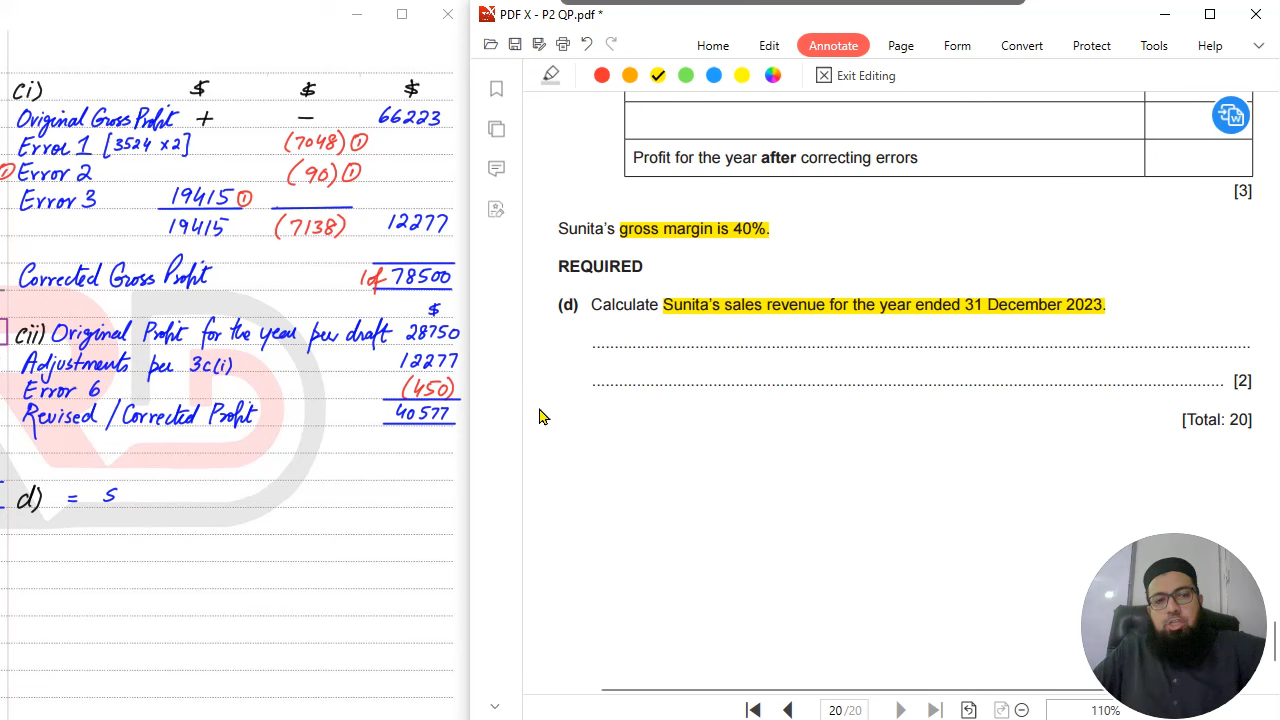 ci) $ $ $
Original Gross Profit + − 66223
Error 1 [3524 x2] (7048) ①
① Error 2 (90) ①
Error 3 19415 ①
19415 (7138) 12277
Corrected Gross Profit 1of 78500
$
cii) Original Profit for the year per draft 28750
Adjustments per 3c(i) 12277
Error 6 (450)
Revised / Corrected Profit 40577
d) = S
PDF X - P2 QP.pdf *
Home Edit Annotate Page Form Convert Protect Tools Help
Exit Editing
Profit for the year after correcting errors
[3]
Sunita’s gross margin is 40%.
REQUIRED
(d) Calculate Sunita’s sales revenue for the year ended 31 December 2023.
[2]
[Total: 20]
20 /20
110%